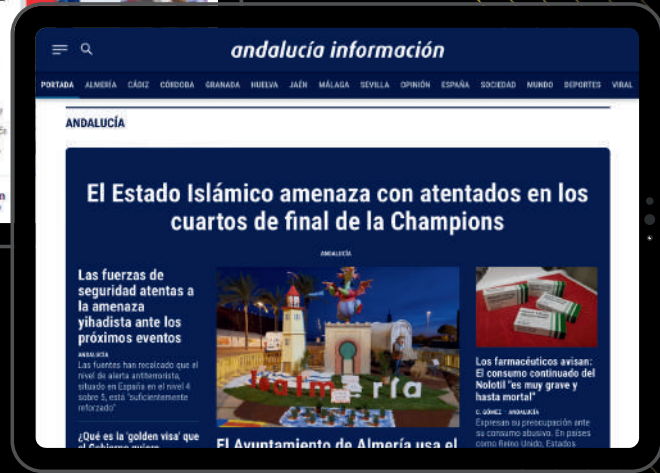 andalucía información
PORTADA ALMERÍA CÁDIZ CÓRDOBA GRANADA HUELVA JAÉN MÁLAGA SEVILLA OPINIÓN ESPAÑA SOCIEDAD MUNDO DEPORTES VIRAL
ANDALUCÍA
El Estado Islámico amenaza con atentados en los
cuartos de final de la Champions
ANDALUCÍA
Las fuerzas de
seguridad atentas a
la amenaza
yihadista ante los
próximos eventos
ANDALUCÍA
Las fuentes han recalcado que el
nivel de alerta antiterrorista,
situado en España en el nivel 4
sobre 5, está "suficientemente
reforzado"
¿Qué es la 'golden visa' que
el Gobierno quiere
El Ayuntamiento de Almería usa el
Los farmacéuticos avisan:
El consumo continuado del
Nolotil "es muy grave y
hasta mortal"
C. GÓMEZ · ANDALUCÍA
Expresan su preocupación ante
su consumo abusivo. En países
como Reino Unido, Estados